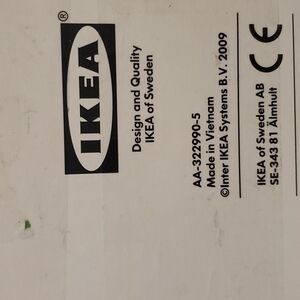 IKEA®
Design and Quality
IKEA of Sweden
AA-322990-5
Made in Vietnam
©Inter IKEA Systems B.V. 2009
IKEA of Sweden AB
SE-343 81 Älmhult
CE